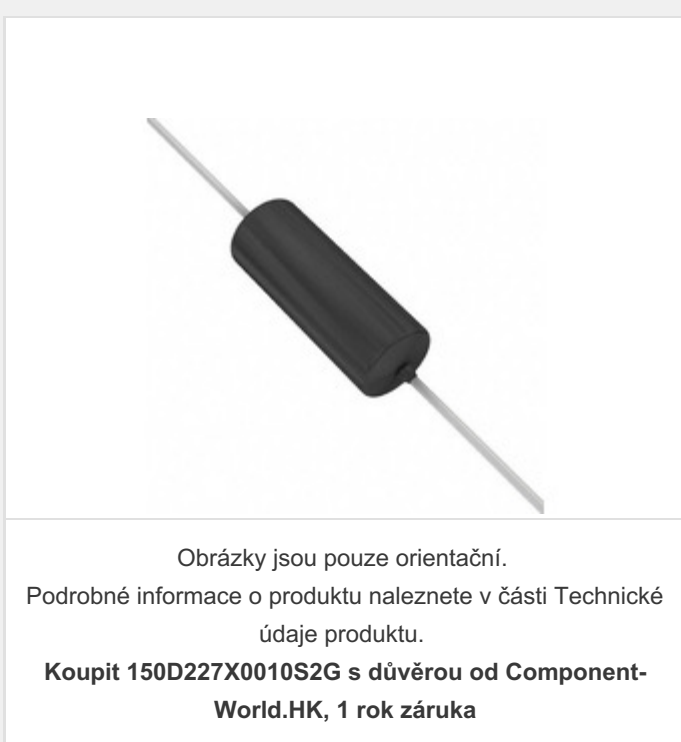 Obrázky jsou pouze orientační.
Podrobné informace o produktu naleznete v části Technické
údaje produktu.
Koupit 150D227X0010S2G s důvěrou od Component-
World.HK, 1 rok záruka